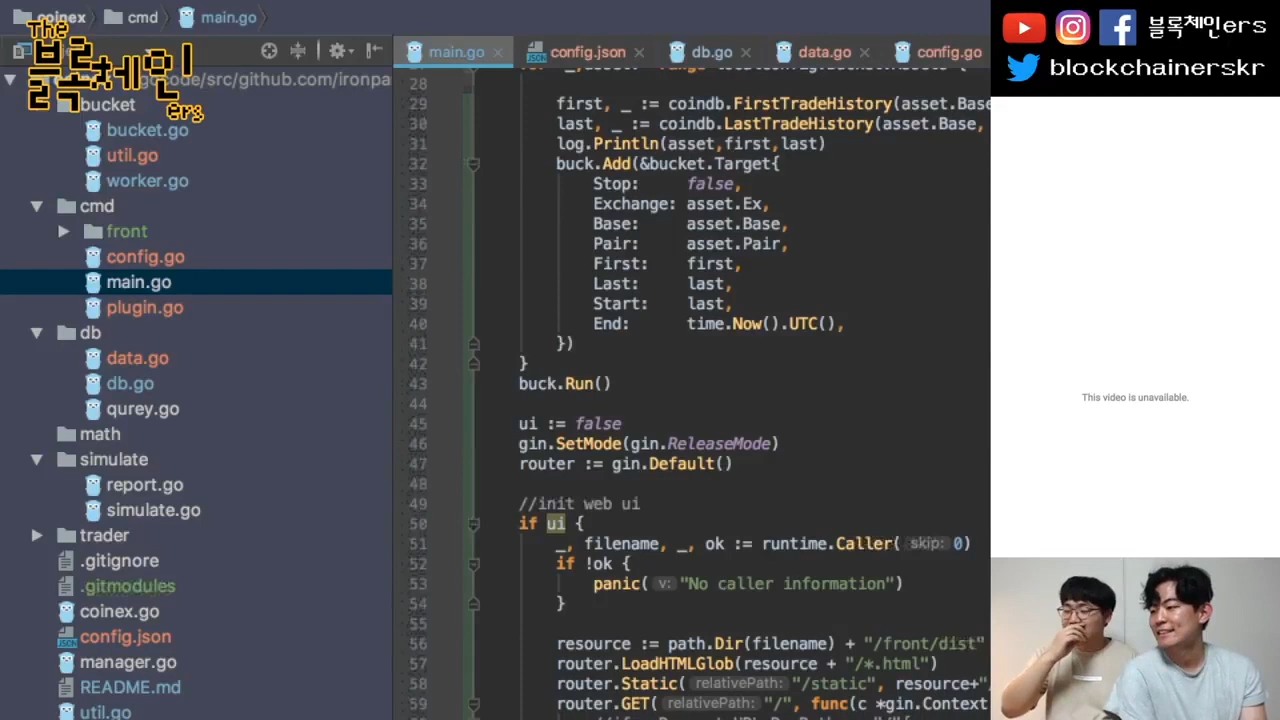 coinex
cmd
main.go
The
블록체인
ers
code/src/github.com/ironpa
bucket
bucket.go
util.go
worker.go
cmd
front
config.go
main.go
plugin.go
db
data.go
db.go
qurey.go
math
simulate
report.go
simulate.go
trader
.gitignore
.gitmodules
coinex.go
config.json
manager.go
README.md
util.go
main.go
config.json
db.go
data.go
config.go
28
29 first, _ := coindb.FirstTradeHistory(asset.Base
30 last, _ := coindb.LastTradeHistory(asset.Base,
31 log.Println(asset,first,last)
32 buck.Add(&bucket.Target{
33 Stop: false,
34 Exchange: asset.Ex,
35 Base: asset.Base,
36 Pair: asset.Pair,
37 First: first,
38 Last: last,
39 Start: last,
40 End: time.Now().UTC(),
41 })
42 }
43 buck.Run()
44
45 ui := false
46 gin.SetMode(gin.ReleaseMode)
47 router := gin.Default()
48
49 //init web ui
50 if ui {
51 _, filename, _, ok := runtime.Caller( skip: 0)
52 if !ok {
53 panic( v: "No caller information")
54 }
55
56 resource := path.Dir(filename) + "/front/dist"
57 router.LoadHTMLGlob(resource + "/*.html")
58 router.Static( relativePath: "/static", resource+"/
59 router.GET( relativePath: "/", func(c *gin.Context
블록체인ers
blockchainerskr
This video is unavailable.